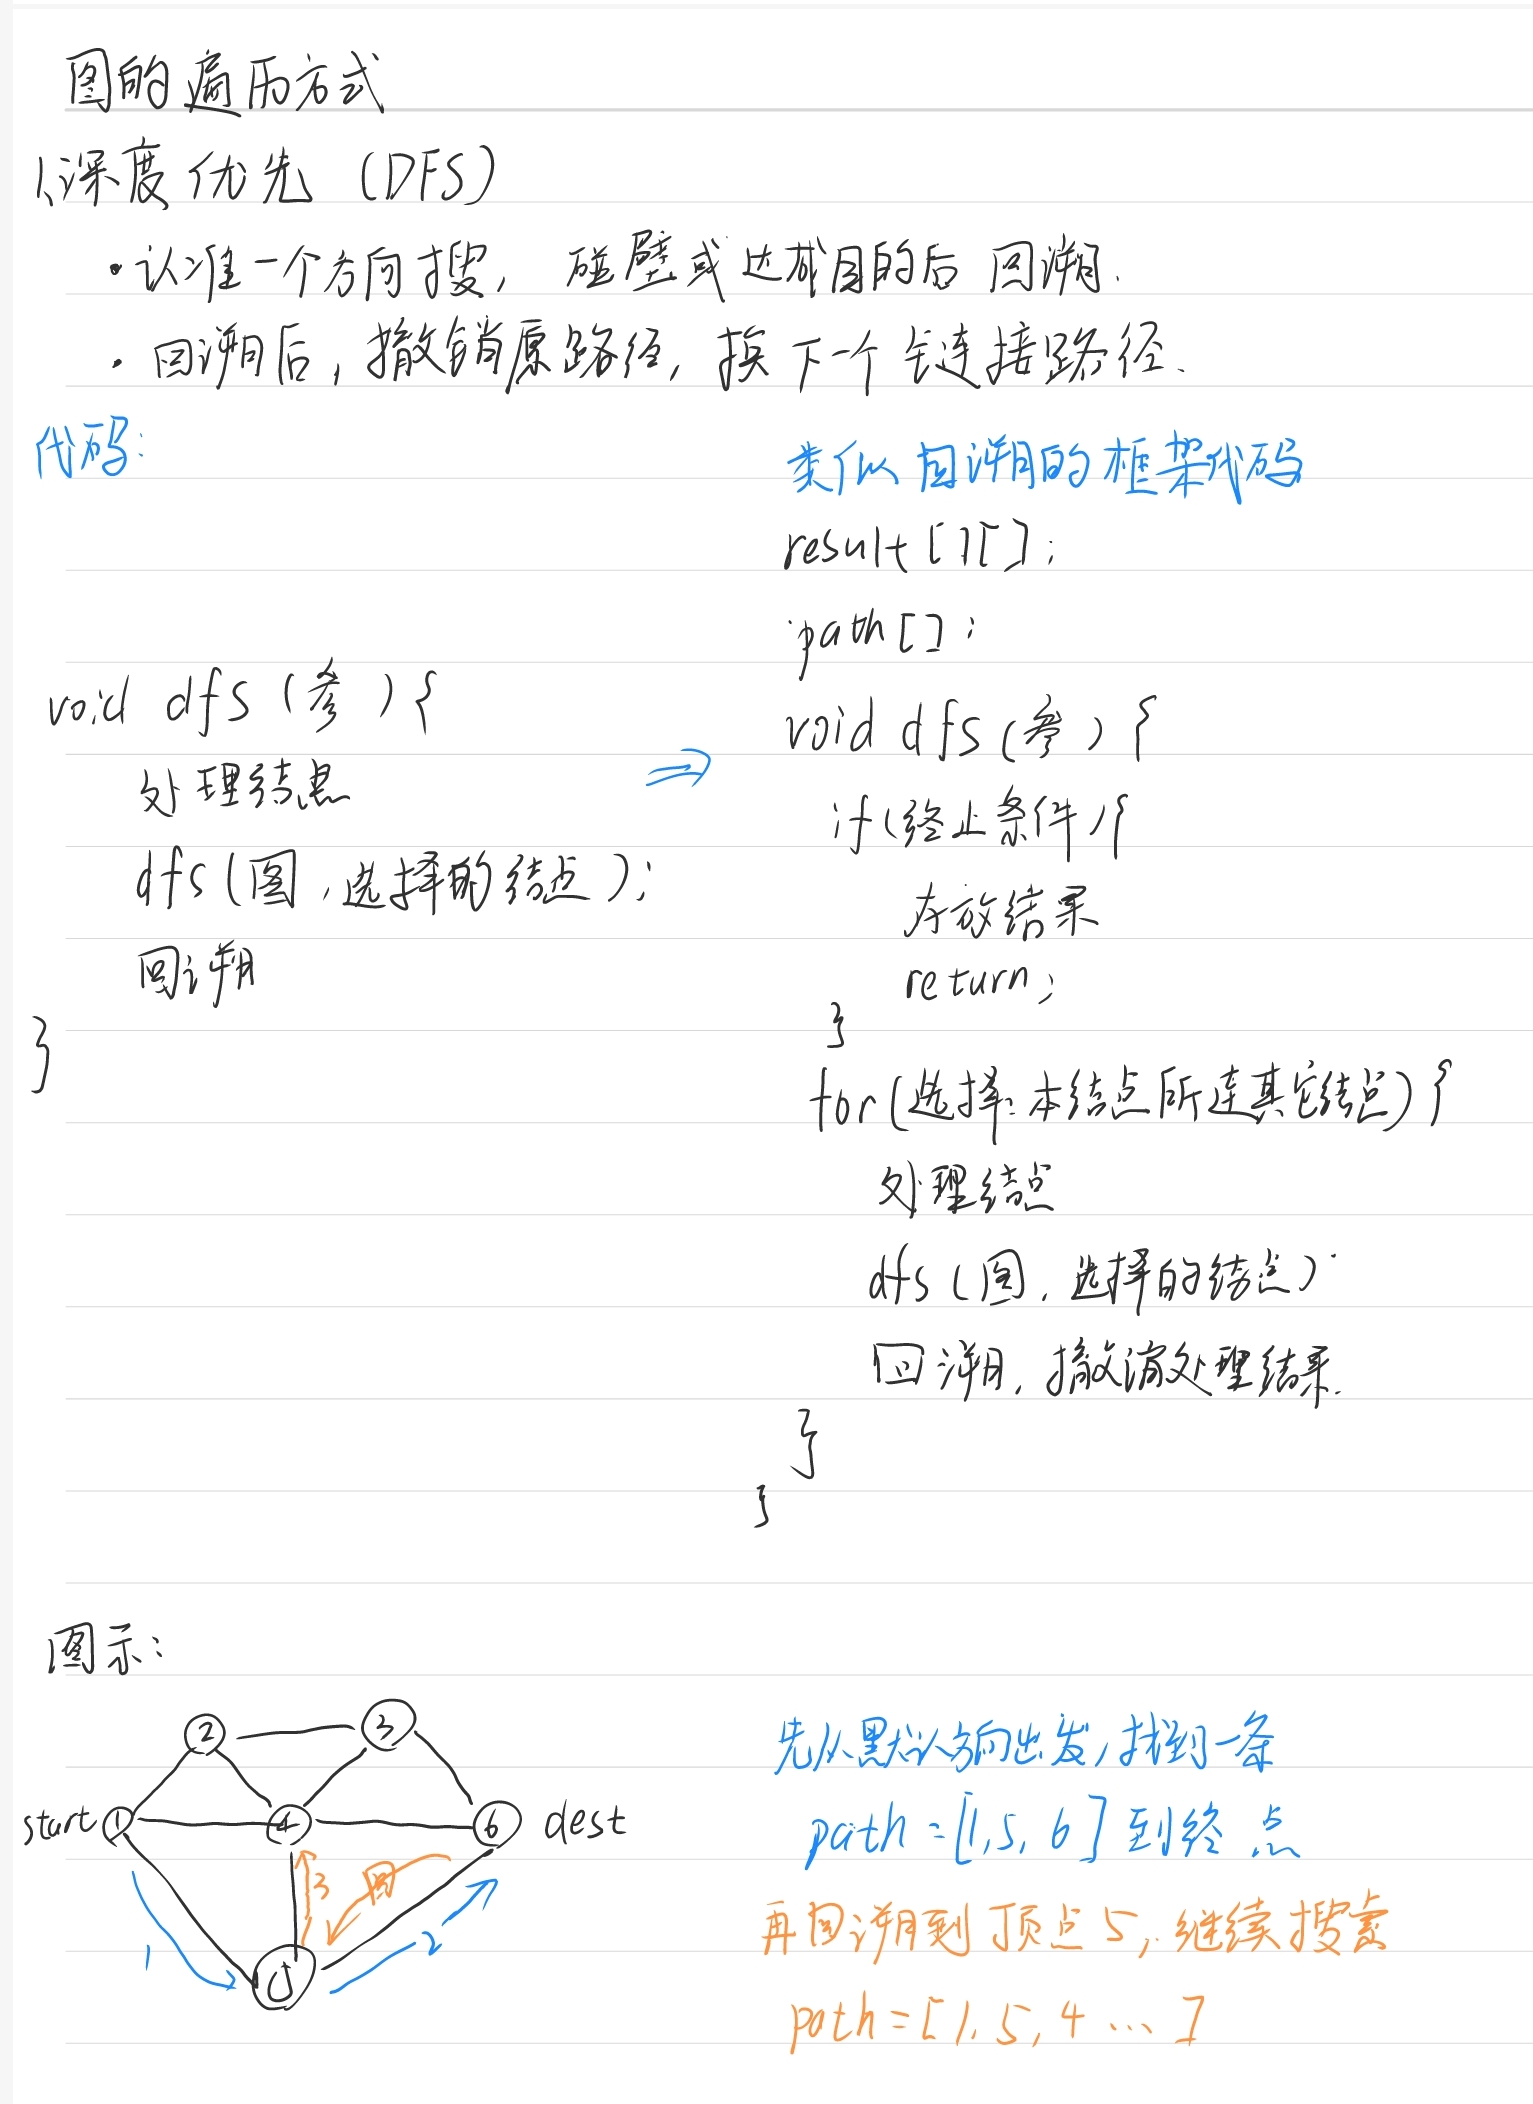 图的遍历方式
1、深度优先 (DFS)
· 认准一个方向搜, 碰壁或达成目的后 回溯.
· 回溯后, 撤销原路径, 换下一个 链接路径.
代码:
void dfs (参) {
处理结点
dfs (图, 选择的结点);
回溯
}
⇒
类似回溯的框架代码
result [][];
path[];
void dfs (参) {
if (终止条件) {
存放结果
return;
}
for (选择: 本结点所连其它结点) {
处理结点
dfs (图, 选择的结点)
回溯, 撤消处理结果.
}
}
图示:
2
3
start 1
4
6 dest
3
回
1
2
5
先从默认方向出发, 找到一条
path = [1, 5, 6] 到终点
再回溯到 顶点 5, 继续搜索
path = [1, 5, 4 ... ]